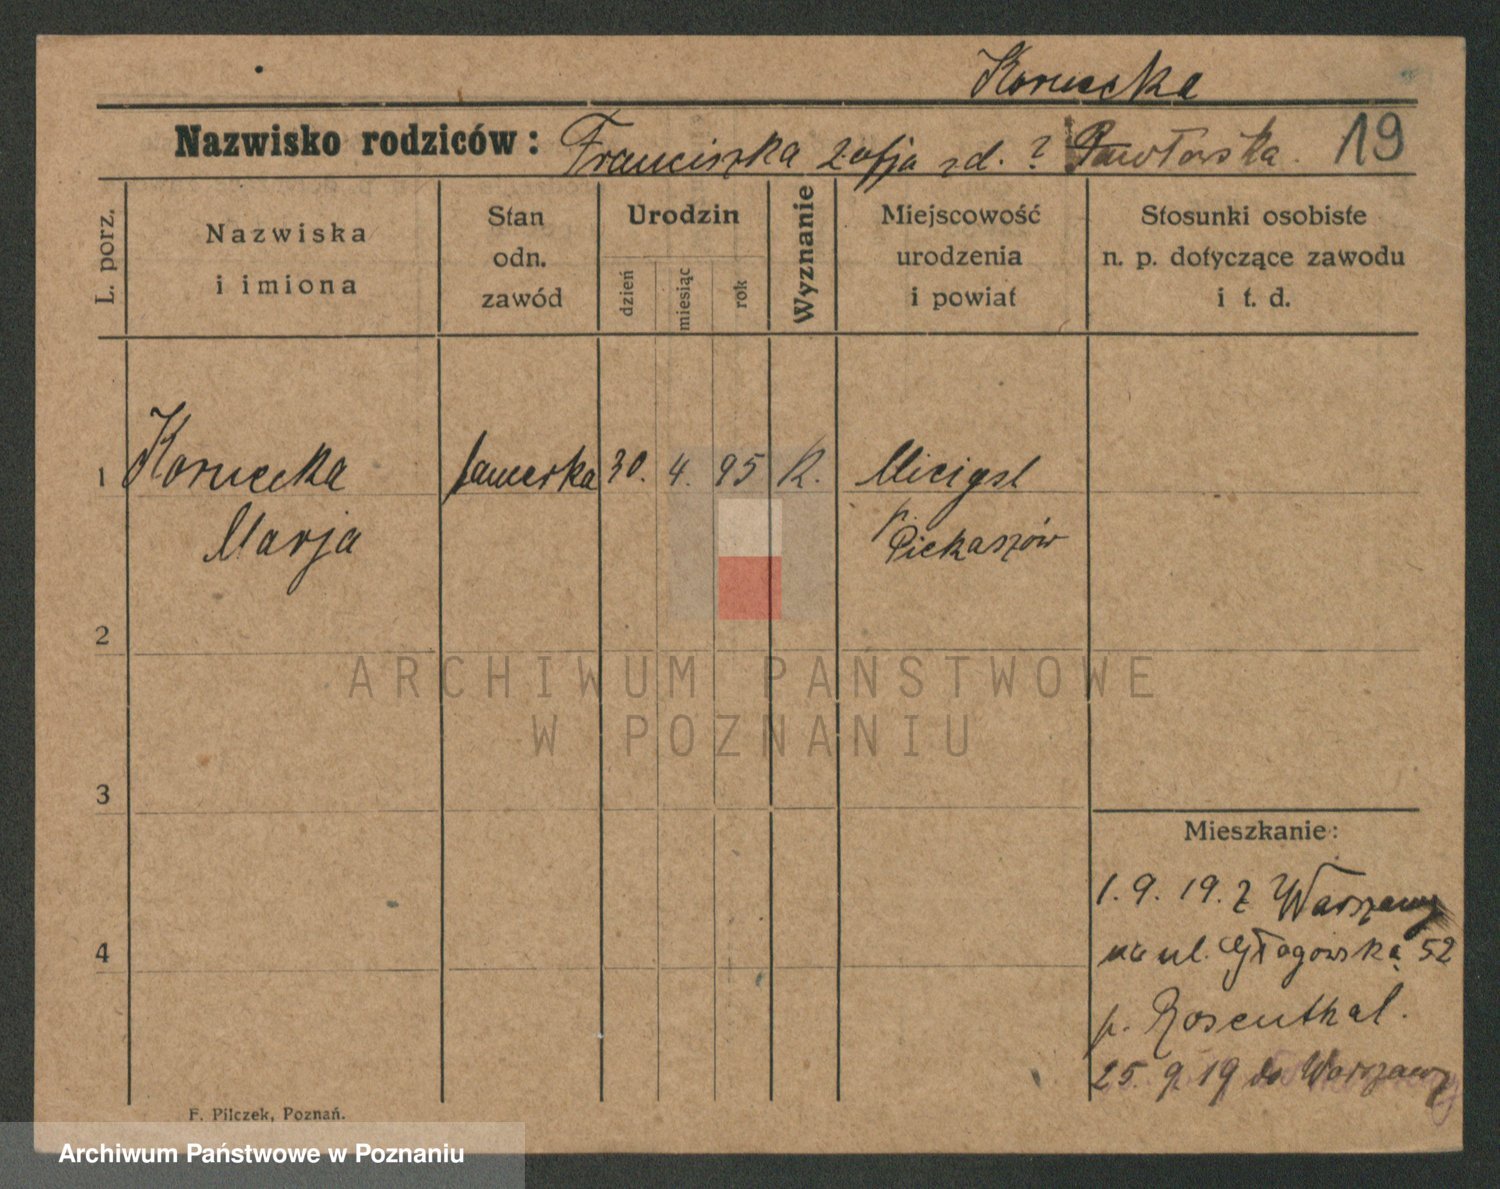 Konecka
Nazwisko rodziców: Franciszka Zofja zd. ? Pawłowska. 19
L. porz.
Nazwiska
i imiona
Stan
odn.
zawód
Urodzin
dzień
miesiąc
rok
Wyznanie
Miejscowość
urodzenia
i powiat
Stosunki osobiste
n. p. dotyczące zawodu
i t. d.
1 Konecka 30. 4. 95 K.
Marja
p. Piekaszów
2
3
4
ARCHIWUM PAŃSTWOWE
W POZNANIU
Mieszkanie:
1. 9. 19. z Warszawy
na ul. Głogowska 52
p. Rosenthal.
25. 9 19 do Warszawy
F. Pilczek, Poznań.
Archiwum Państwowe w Poznaniu